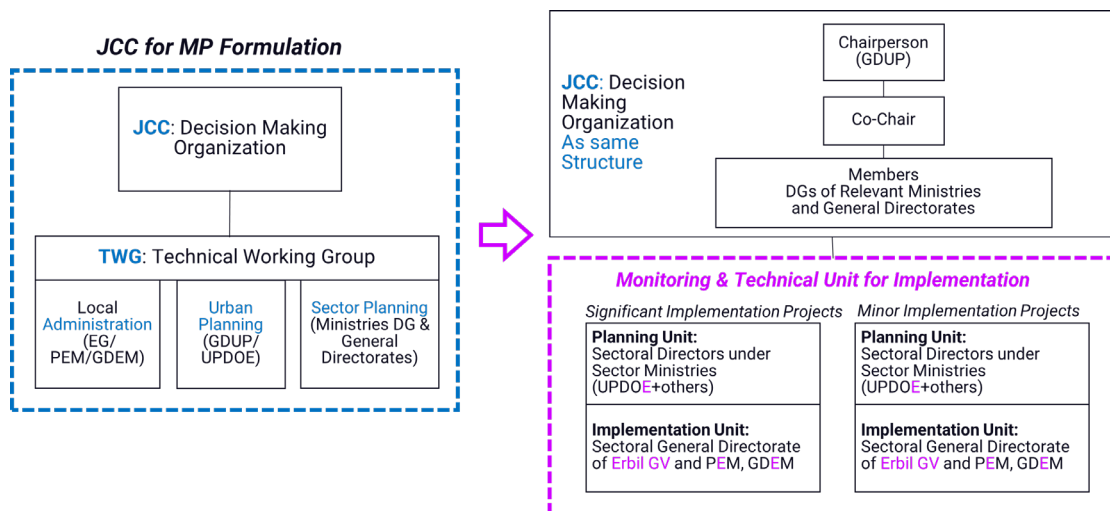 JCC for MP Formulation
JCC: Decision Making
Organization
TWG: Technical Working Group
Local
Administration
(EG/
PEM/GDEM)
Urban
Planning
(GDUP/
UPDOE)
Sector Planning
(Ministries DG &
General
Directorates)
JCC: Decision
Making
Organization
As same
Structure
Chairperson
(GDUP)
Co-Chair
Members
DGs of Relevant Ministries
and General Directorates
Monitoring & Technical Unit for Implementation
Significant Implementation Projects
Planning Unit:
Sectoral Directors under
Sector Ministries
(UPDOE+others)
Implementation Unit:
Sectoral General Directorate
of Erbil GV and PEM, GDEM
Minor Implementation Projects
Planning Unit:
Sectoral Directors under
Sector Ministries
(UPDOE+others)
Implementation Unit:
Sectoral General Directorate
of Erbil GV and PEM, GDEM